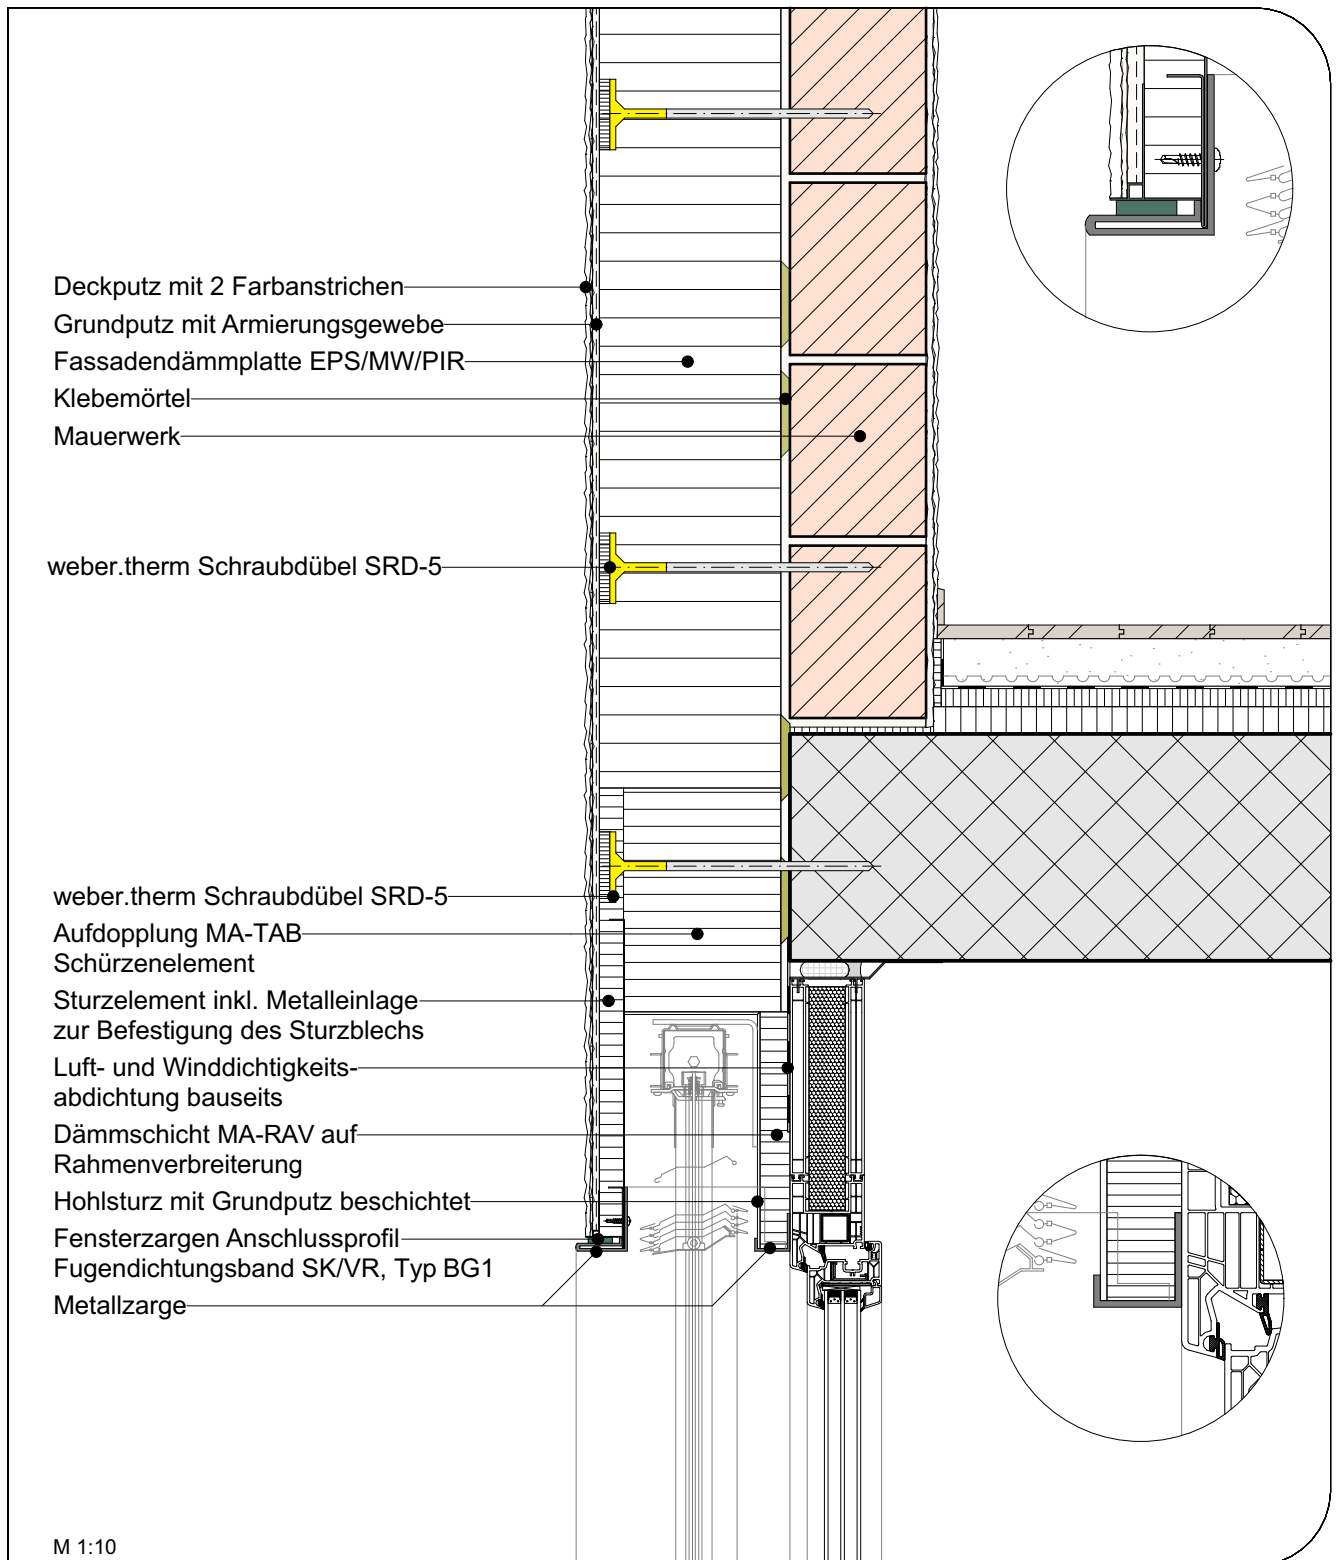 Deckputz mit 2 Farbanstrichen
Grundputz mit Armierungsgewebe
Fassadendämmplatte EPS/MW/PIR
Klebemörtel
Mauerwerk
weber.therm Schraubdübel SRD-5
weber.therm Schraubdübel SRD-5
Aufdopplung MA-TAB
Schürzenelement
Sturzelement inkl. Metalleinlage
zur Befestigung des Sturzblechs
Luft- und Winddichtigkeits-
abdichtung bauseits
Dämmschicht MA-RAV auf
Rahmenverbreiterung
Hohlsturz mit Grundputz beschichtet
Fensterzargen Anschlussprofil
Fugendichtungsband SK/VR, Typ BG1
Metallzarge
M 1:10